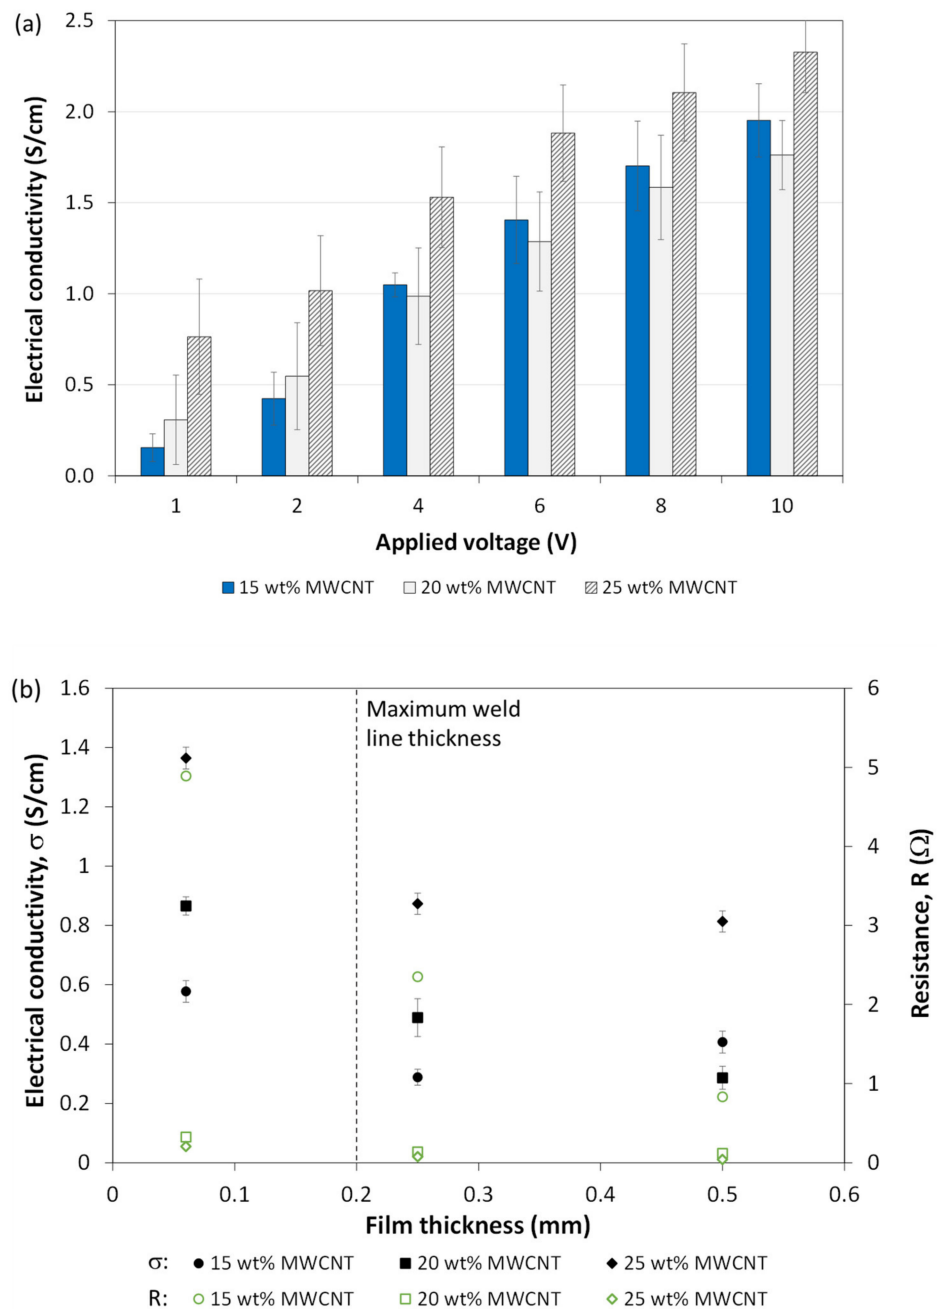 (a)
Electrical conductivity (S/cm)
2.5
2.0
1.5
1.0
0.5
0.0
1 2 4 6 8 10
Applied voltage (V)
15 wt% MWCNT 20 wt% MWCNT 25 wt% MWCNT
(b)
Electrical conductivity, σ (S/cm)
1.6
1.4
1.2
1
0.8
0.6
0.4
0.2
0
Maximum weld
line thickness
6
5
4
3
2
1
0
Resistance, R (Ω)
0 0.1 0.2 0.3 0.4 0.5 0.6
Film thickness (mm)
σ: 15 wt% MWCNT 20 wt% MWCNT 25 wt% MWCNT
R: 15 wt% MWCNT 20 wt% MWCNT 25 wt% MWCNT